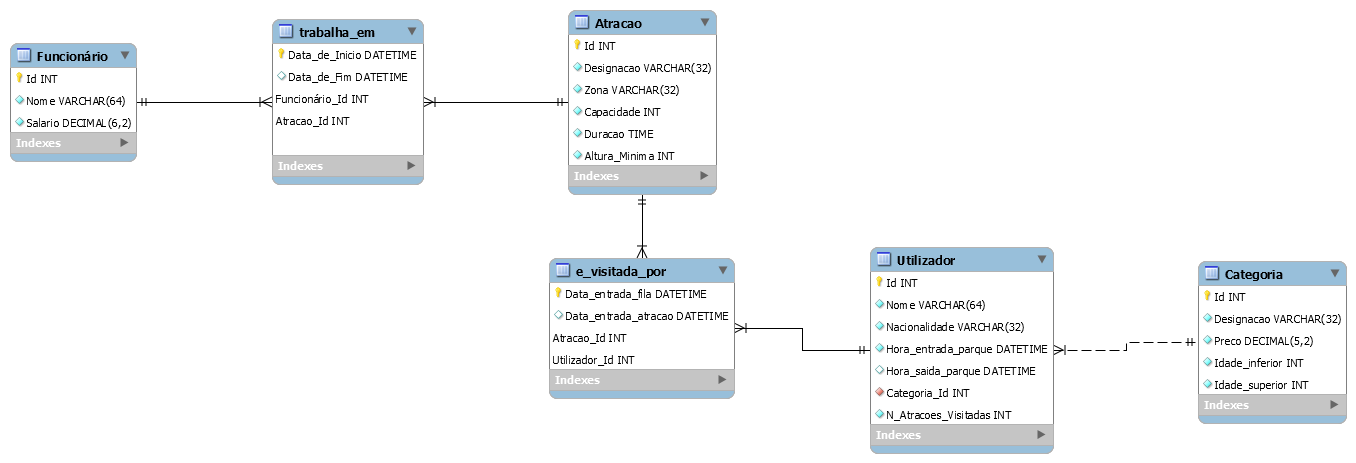 Funcionário
Id INT
Nome VARCHAR(64)
Salario DECIMAL(6,2)
Indexes
trabalha_em
Data_de_Inicio DATETIME
Data_de_Fim DATETIME
Funcionário_Id INT
Atracao_Id INT
Indexes
Atracao
Id INT
Designacao VARCHAR(32)
Zona VARCHAR(32)
Capacidade INT
Duracao TIME
Altura_Minima INT
Indexes
e_visitada_por
Data_entrada_fila DATETIME
Data_entrada_atracao DATETIME
Atracao_Id INT
Utilizador_Id INT
Indexes
Utilizador
Id INT
Nome VARCHAR(64)
Nacionalidade VARCHAR(32)
Hora_entrada_parque DATETIME
Hora_saida_parque DATETIME
Categoria_Id INT
N_Atracoes_Visitadas INT
Indexes
Categoria
Id INT
Designacao VARCHAR(32)
Preco DECIMAL(5,2)
Idade_inferior INT
Idade_superior INT
Indexes